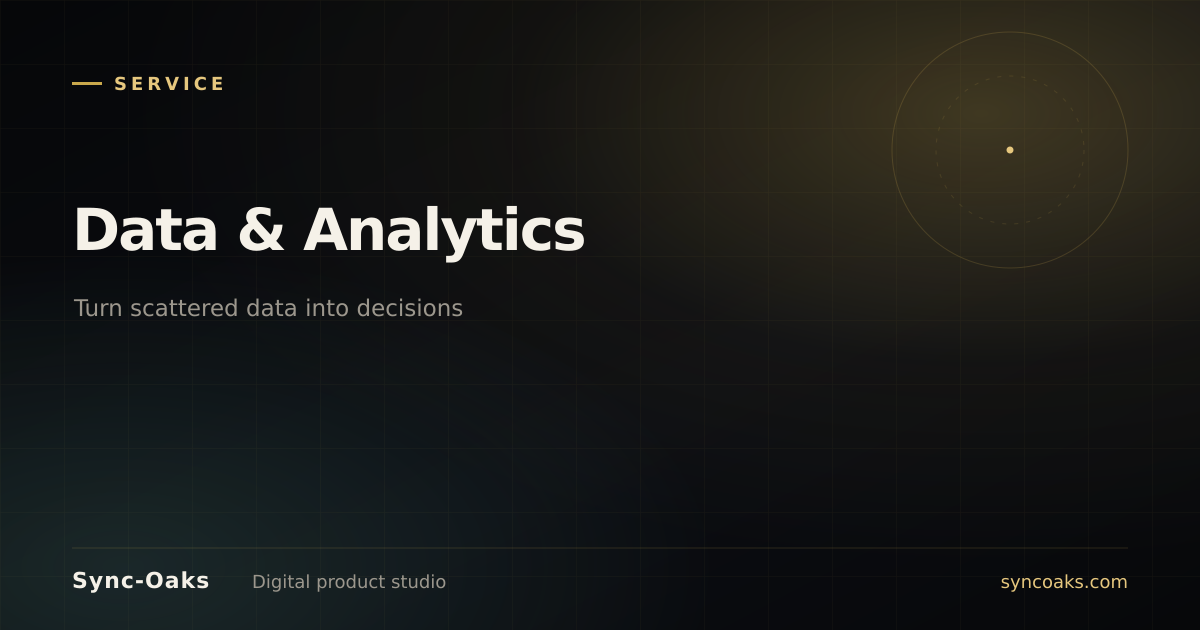 SERVICE
Data & Analytics
Turn scattered data into decisions
Sync-Oaks Digital product studio syncoaks.com